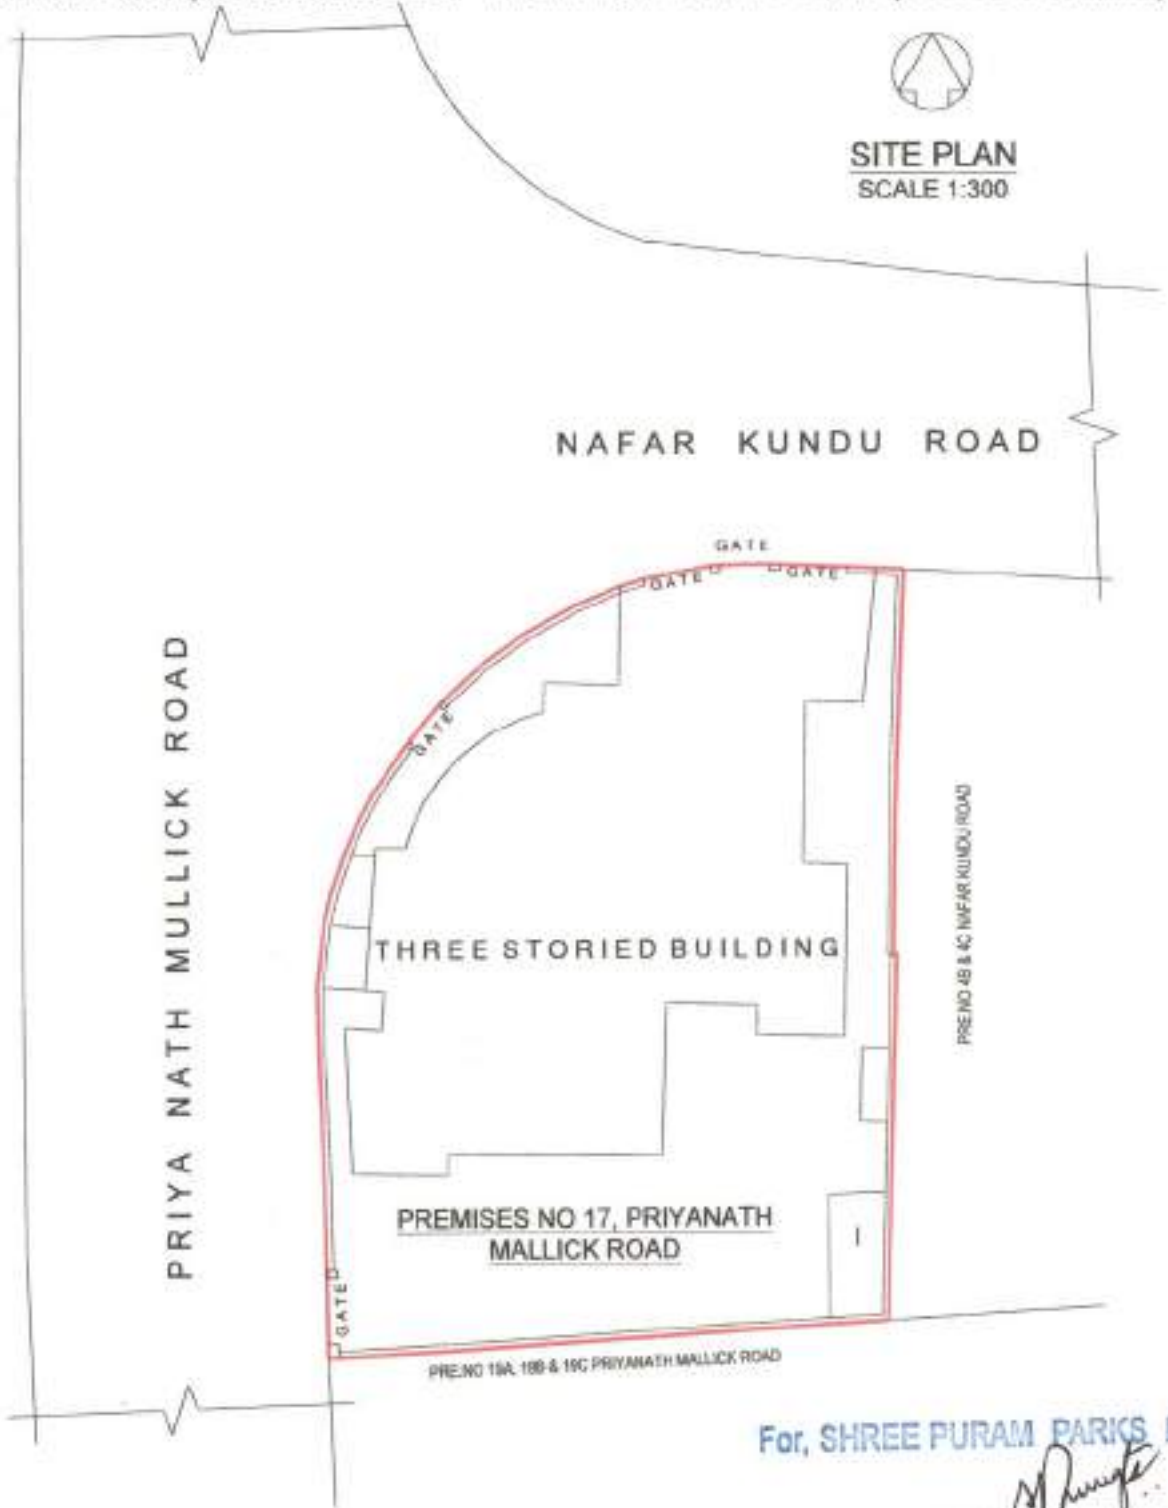 SITE PLAN
SCALE 1:300
NAFAR KUNDU ROAD
GATE
GATE
GATE
GATE
PRIYA NATH MULLICK ROAD
THREE STORIED BUILDING
PRE.NO 4B & 4C NAFAR KUNDU ROAD
PREMISES NO 17, PRIYANATH
MALLICK ROAD
I
GATE
PRE.NO 19A, 19B & 19C PRIYANATH MALLICK ROAD
For, SHREE PURAM PARKS